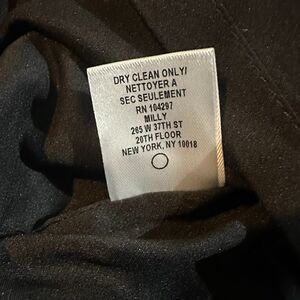 DRY CLEAN ONLY/
NETTOYER A
SEC SEULEMENT
RN 104297
MILLY
265 W 37TH ST
20TH FLOOR
NEW YORK, NY 10018